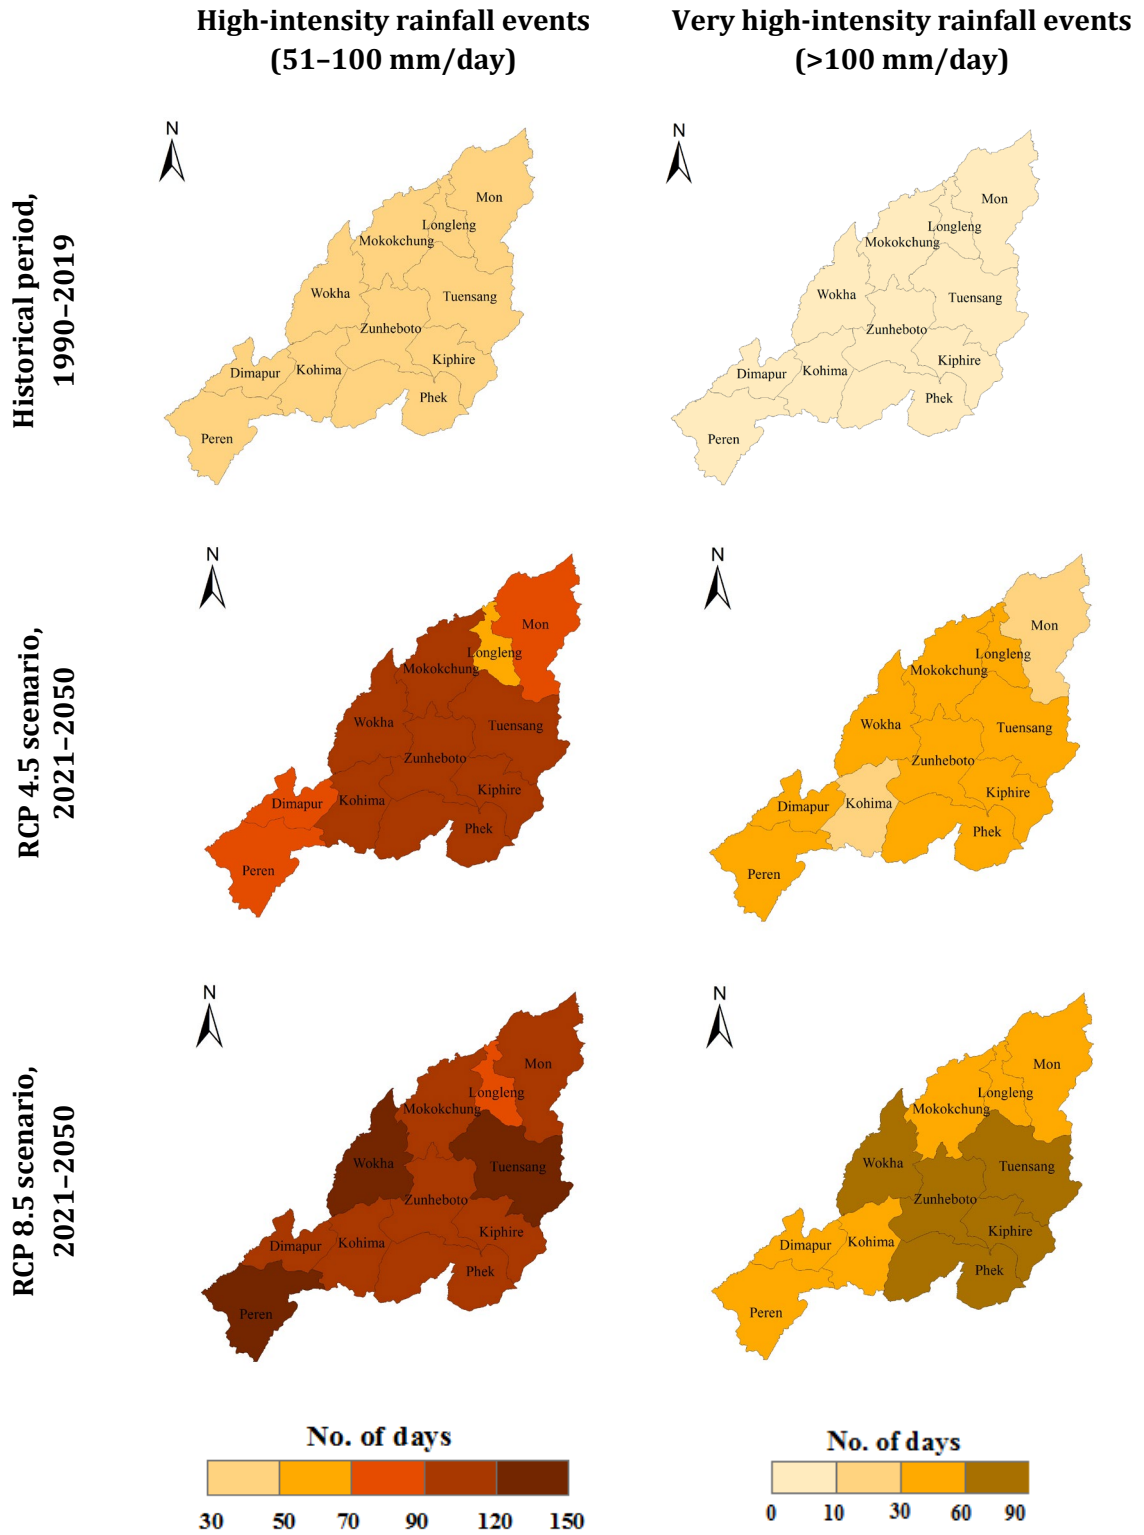 High-intensity rainfall events
(51–100 mm/day)
Very high-intensity rainfall events
(>100 mm/day)
Historical period,
1990–2019
N
Mon
Longleng
Mokokchung
Wokha
Tuensang
Zunheboto
Kiphire
Kohima
Dimapur
Phek
Peren
N
Mon
Longleng
Mokokchung
Wokha
Tuensang
Zunheboto
Kiphire
Kohima
Dimapur
Phek
Peren
RCP 4.5 scenario,
2021–2050
N
Mon
Longleng
Mokokchung
Wokha
Tuensang
Zunheboto
Kiphire
Kohima
Dimapur
Phek
Peren
N
Mon
Longleng
Mokokchung
Wokha
Tuensang
Zunheboto
Kiphire
Kohima
Dimapur
Phek
Peren
RCP 8.5 scenario,
2021–2050
N
Mon
Longleng
Mokokchung
Wokha
Tuensang
Zunheboto
Kiphire
Kohima
Dimapur
Phek
Peren
N
Mon
Longleng
Mokokchung
Wokha
Tuensang
Zunheboto
Kiphire
Kohima
Dimapur
Phek
Peren
No. of days
30 50 70 90 120 150
No. of days
0 10 30 60 90